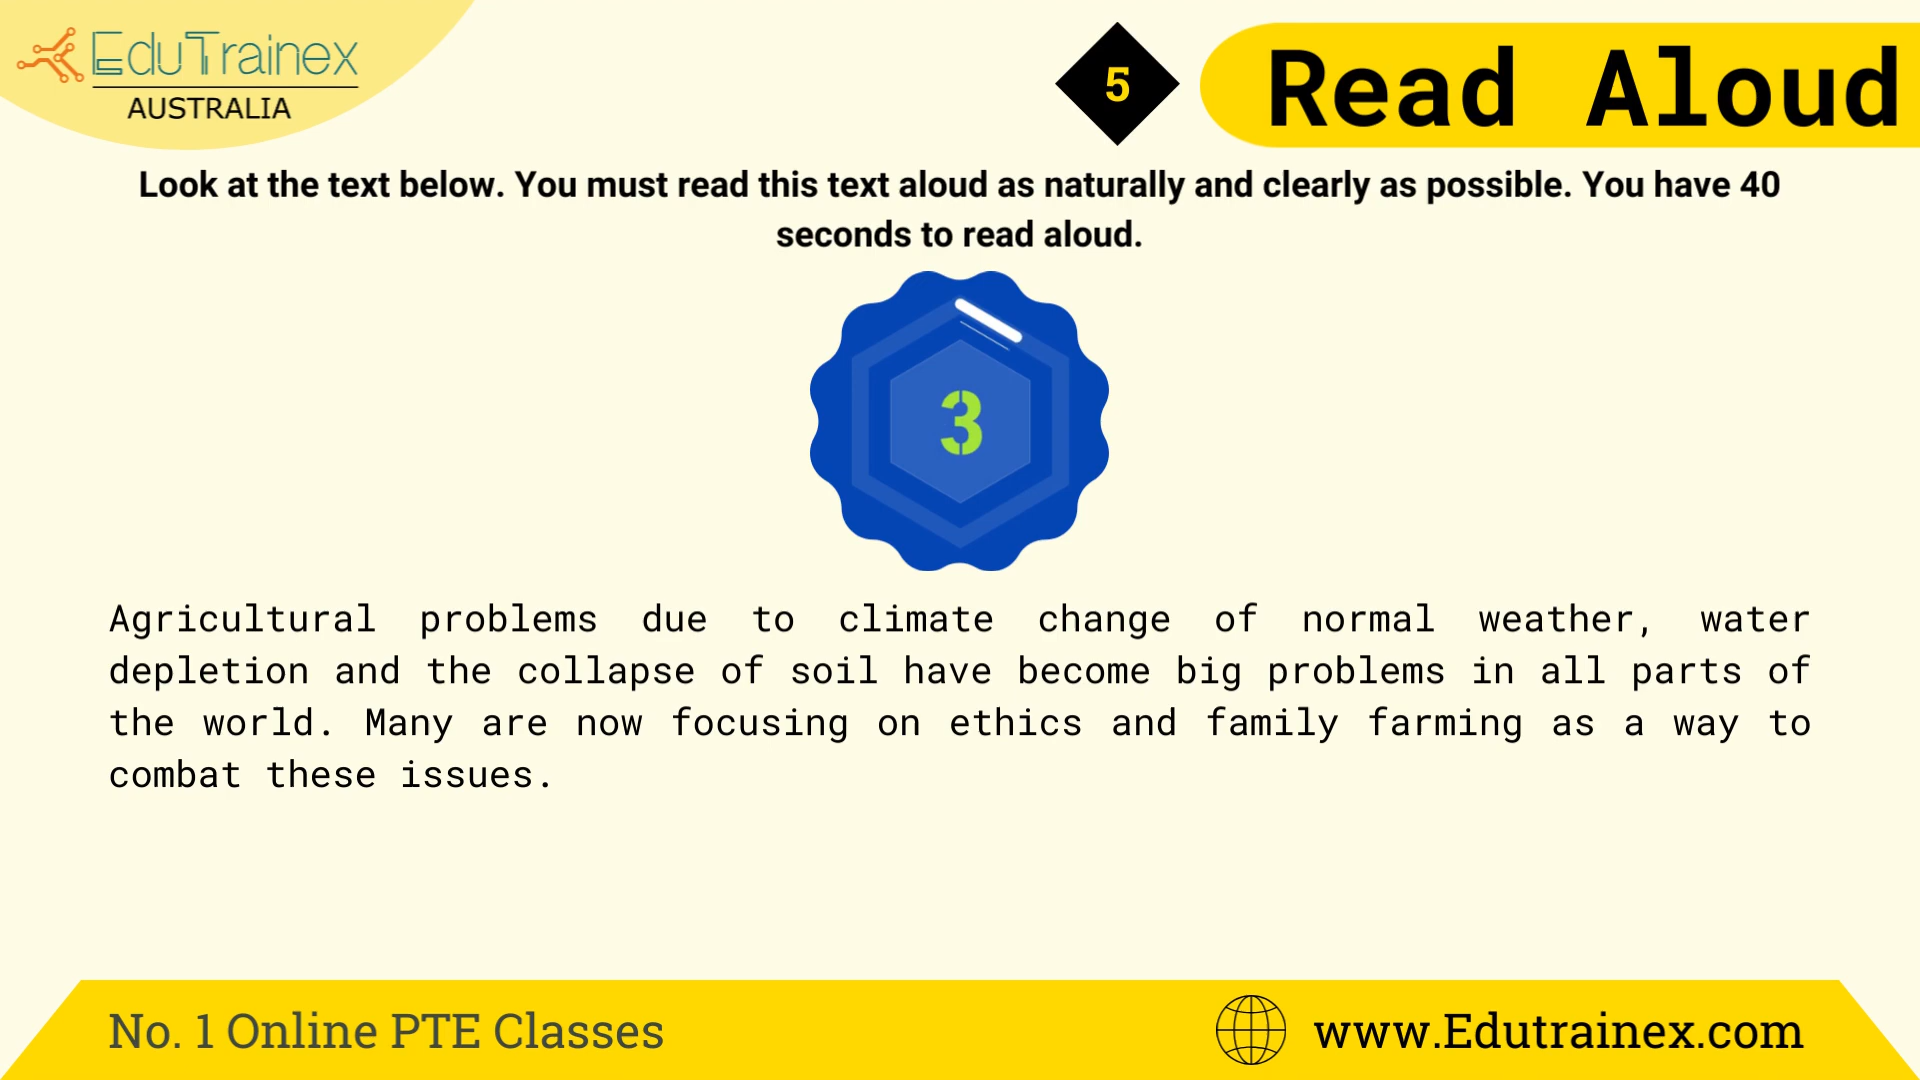 EduTrainex
AUSTRALIA
5
Read Aloud
Look at the text below. You must read this text aloud as naturally and clearly as possible. You have 40
seconds to read aloud.
3
Agricultural problems due to climate change of normal weather, water
depletion and the collapse of soil have become big problems in all parts of
the world. Many are now focusing on ethics and family farming as a way to
combat these issues.
No. 1 Online PTE Classes
www.Edutrainex.com